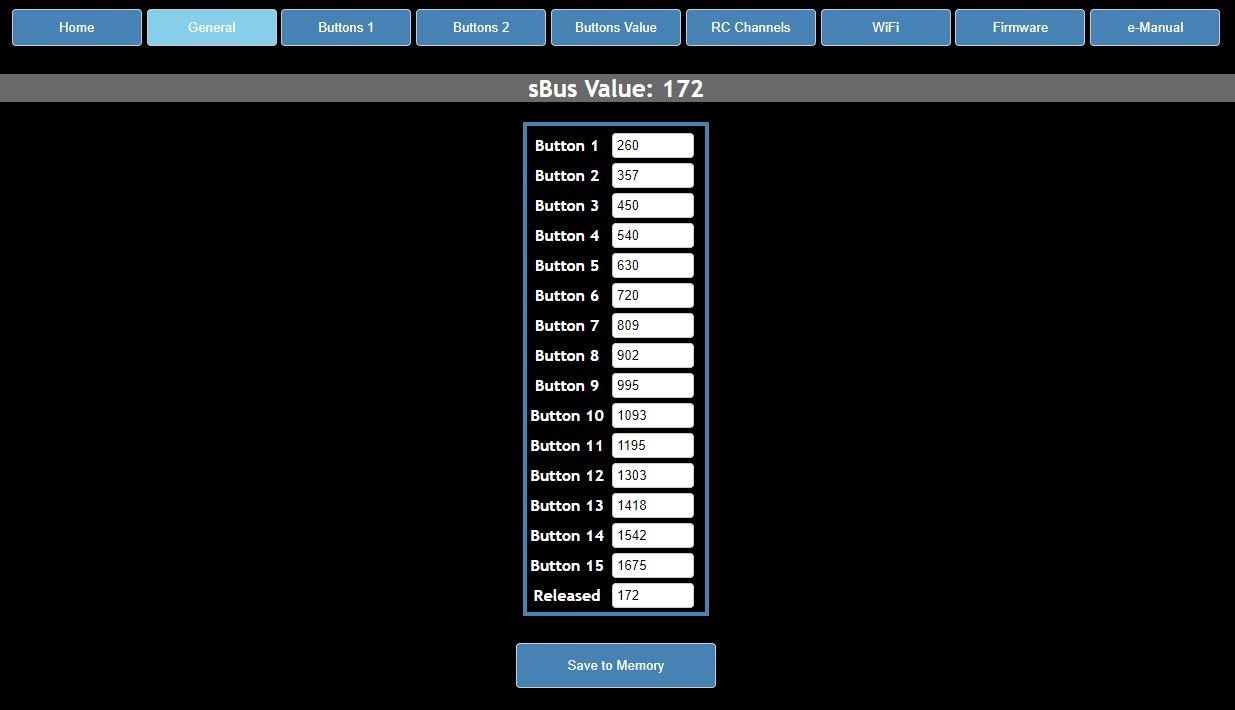 Home General Buttons 1 Buttons 2 Buttons Value RC Channels WiFi Firmware e-Manual
sBus Value: 172
Button 1 260
Button 2 357
Button 3 450
Button 4 540
Button 5 630
Button 6 720
Button 7 809
Button 8 902
Button 9 995
Button 10 1093
Button 11 1195
Button 12 1303
Button 13 1418
Button 14 1542
Button 15 1675
Released 172
Save to Memory